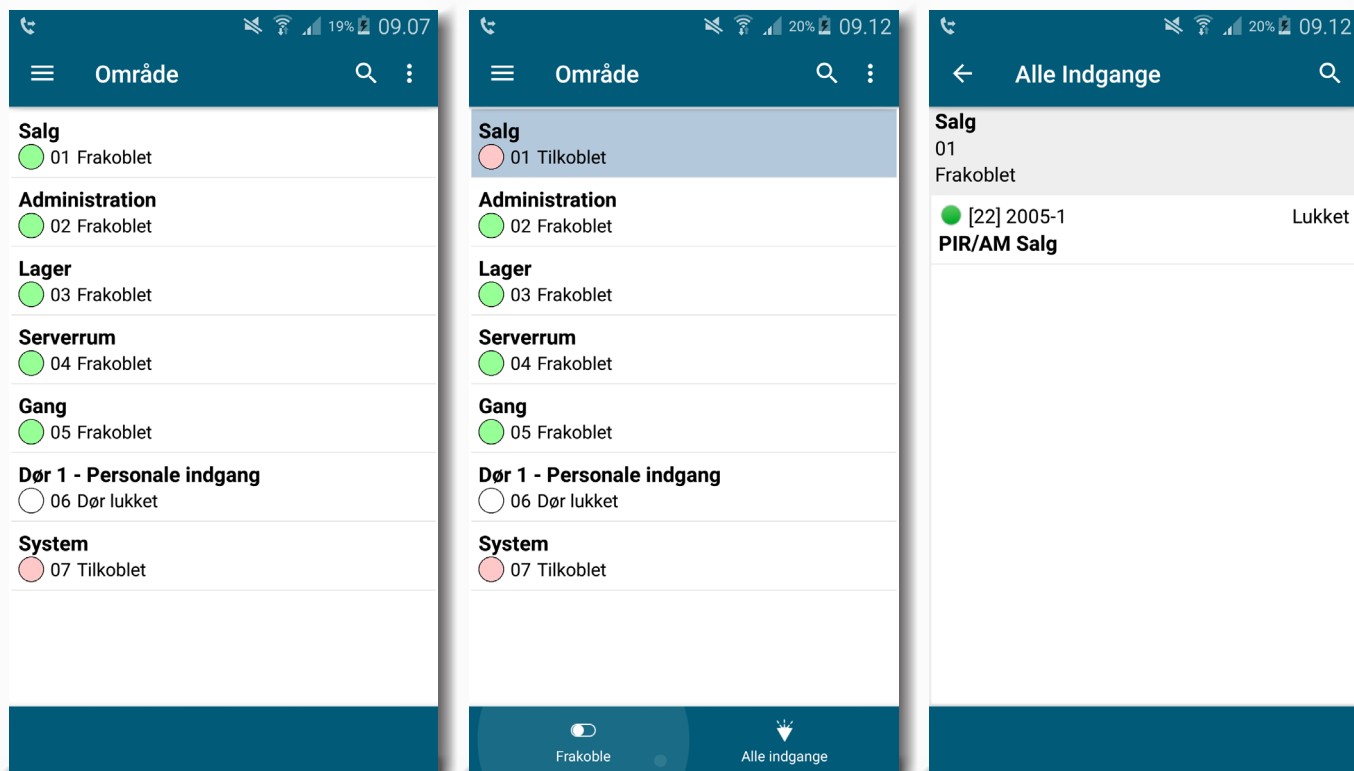 19% 09.07
Område
Salg
01 Frakoblet
Administration
02 Frakoblet
Lager
03 Frakoblet
Serverrum
04 Frakoblet
Gang
05 Frakoblet
Dør 1 - Personale indgang
06 Dør lukket
System
07 Tilkoblet
20% 09.12
Område
Salg
01 Tilkoblet
Administration
02 Frakoblet
Lager
03 Frakoblet
Serverrum
04 Frakoblet
Gang
05 Frakoblet
Dør 1 - Personale indgang
06 Dør lukket
System
07 Tilkoblet
Frakoble
Alle indgange
20% 09.12
Alle Indgange
Salg
01
Frakoblet
[22] 2005-1 Lukket
PIR/AM Salg